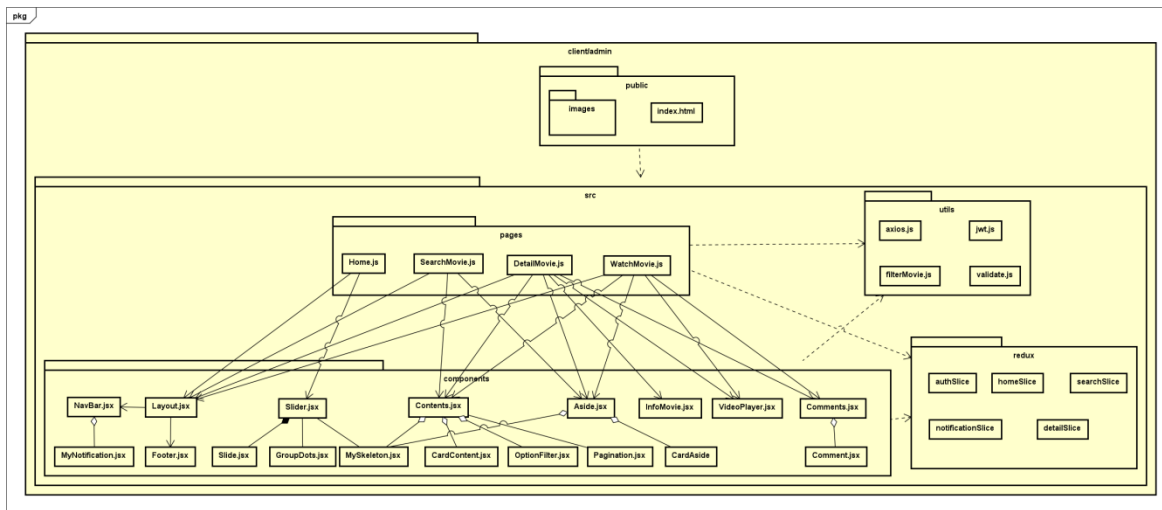 pkg
client/admin
public
images
index.html
src
utils
pages
axios.js
jwt.js
Home.js
SearchMovie.js
DetailMovie.js
WatchMovie.js
filterMovie.js
validate.js
redux
components
authSlice
homeSlice
searchSlice
NavBar.jsx
Layout.jsx
Slider.jsx
Contents.jsx
Aside.jsx
InfoMovie.jsx
VideoPlayer.jsx
Comments.jsx
notificationSlice
detailSlice
MyNotification.jsx
Footer.jsx
Slide.jsx
GroupDots.jsx
MySkeleton.jsx
CardContent.jsx
OptionFilter.jsx
Pagination.jsx
CardAside
Comment.jsx